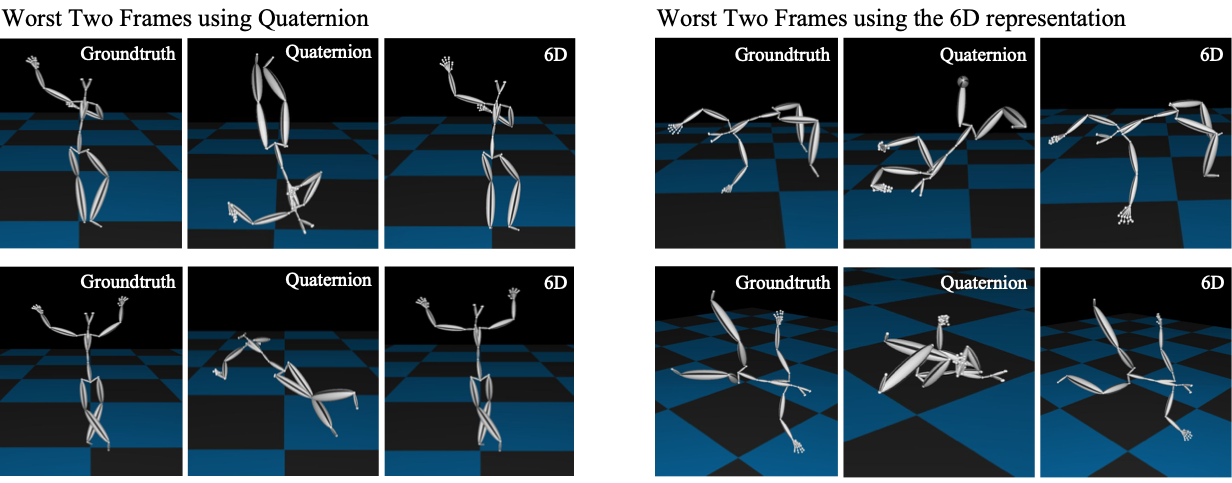 Worst Two Frames using Quaternion
Groundtruth
Quaternion
6D
Groundtruth
Quaternion
6D
Worst Two Frames using the 6D representation
Groundtruth
Quaternion
6D
Groundtruth
Quaternion
6D